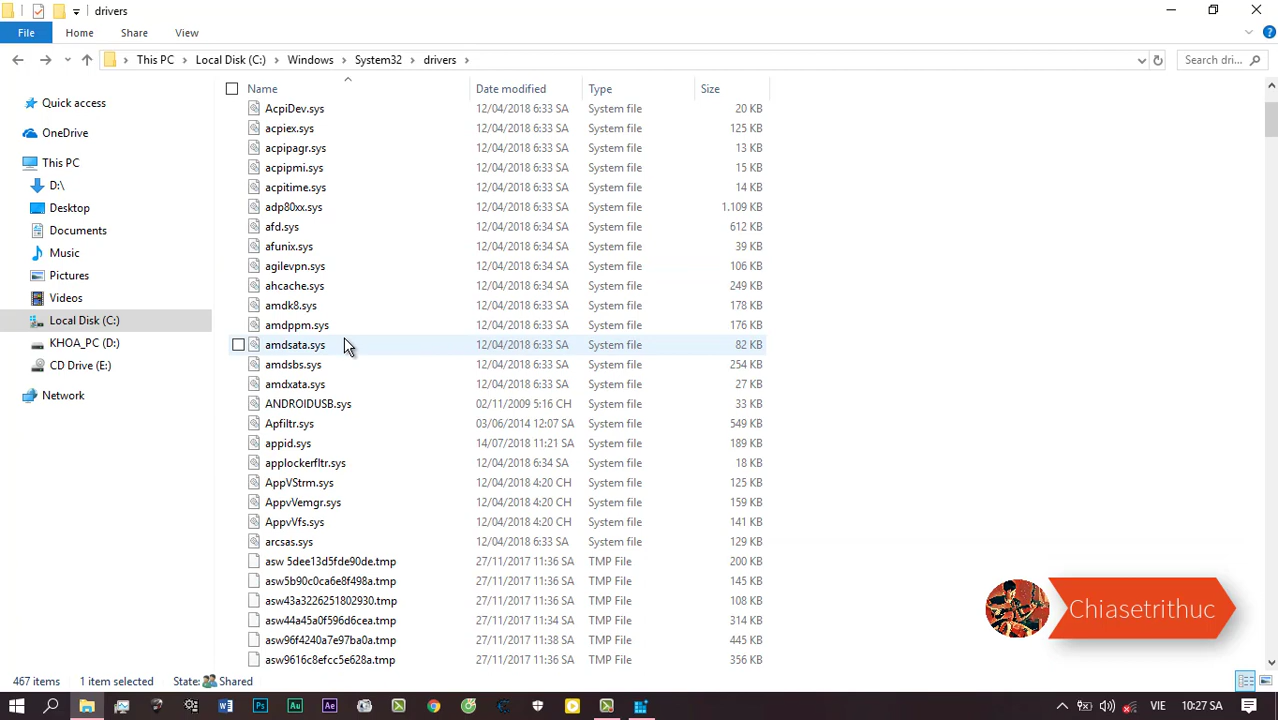 drivers
File Home Share View
This PC Local Disk (C:) Windows System32 drivers Search dri...
Name Date modified Type Size
Quick access
OneDrive
This PC
D:\
Desktop
Documents
Music
Pictures
Videos
Local Disk (C:)
KHOA_PC (D:)
CD Drive (E:)
Network
AcpiDev.sys 12/04/2018 6:33 SA System file 20 KB
acpiex.sys 12/04/2018 6:33 SA System file 125 KB
acpipagr.sys 12/04/2018 6:33 SA System file 13 KB
acpipmi.sys 12/04/2018 6:33 SA System file 15 KB
acpitime.sys 12/04/2018 6:33 SA System file 14 KB
adp80xx.sys 12/04/2018 6:33 SA System file 1.109 KB
afd.sys 12/04/2018 6:34 SA System file 612 KB
afunix.sys 12/04/2018 6:34 SA System file 39 KB
agilevpn.sys 12/04/2018 6:34 SA System file 106 KB
ahcache.sys 12/04/2018 6:34 SA System file 249 KB
amdk8.sys 12/04/2018 6:33 SA System file 178 KB
amdppm.sys 12/04/2018 6:33 SA System file 176 KB
amdsata.sys 12/04/2018 6:33 SA System file 82 KB
amdsbs.sys 12/04/2018 6:33 SA System file 254 KB
amdxata.sys 12/04/2018 6:33 SA System file 27 KB
ANDROIDUSB.sys 02/11/2009 5:16 CH System file 33 KB
Apfiltr.sys 03/06/2014 12:07 SA System file 549 KB
appid.sys 14/07/2018 11:21 SA System file 189 KB
applockerfltr.sys 12/04/2018 6:34 SA System file 18 KB
AppVStrm.sys 12/04/2018 4:20 CH System file 125 KB
AppvVemgr.sys 12/04/2018 4:20 CH System file 159 KB
AppvVfs.sys 12/04/2018 4:20 CH System file 141 KB
arcsas.sys 12/04/2018 6:33 SA System file 129 KB
asw 5dee13d5fde90de.tmp 27/11/2017 11:36 SA TMP File 200 KB
asw5b90c0ca6e8f498a.tmp 27/11/2017 11:36 SA TMP File 145 KB
asw43a3226251802930.tmp 27/11/2017 11:36 SA TMP File 108 KB
asw44a45a0f596d6cea.tmp 27/11/2017 11:34 SA TMP File 314 KB
asw96f4240a7e97ba0a.tmp 27/11/2017 11:38 SA TMP File 445 KB
asw9616c8efcc5e628a.tmp 27/11/2017 11:36 SA TMP File 356 KB
Chiasetrithuc
467 items 1 item selected State: Shared
VIE 10:27 SA